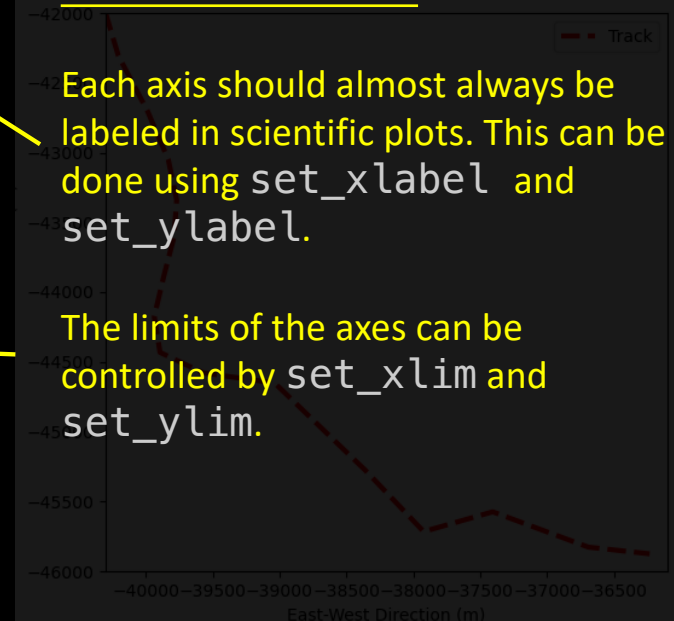 -42000
Track
Each axis should almost always be
labeled in scientific plots. This can be
-43000
done using set_xlabel and
set_ylabel.
-44000
The limits of the axes can be
controlled by set_xlim and
set_ylim.
-45500
-46000
-40000 -39500 -39000 -38500 -38000 -37500 -37000 -36500
East-West Direction (m)